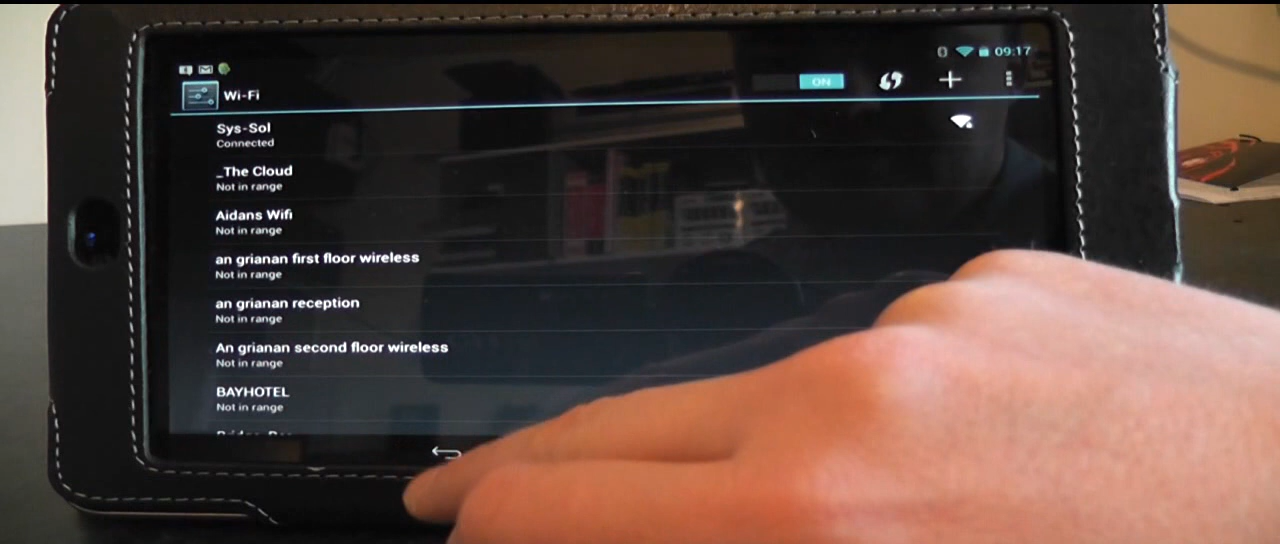 09:17
Wi-Fi
ON
Sys-Sol
Connected
_The Cloud
Not in range
Aidans Wifi
Not in range
an grianan first floor wireless
Not in range
an grianan reception
Not in range
An grianan second floor wireless
Not in range
BAYHOTEL
Not in range